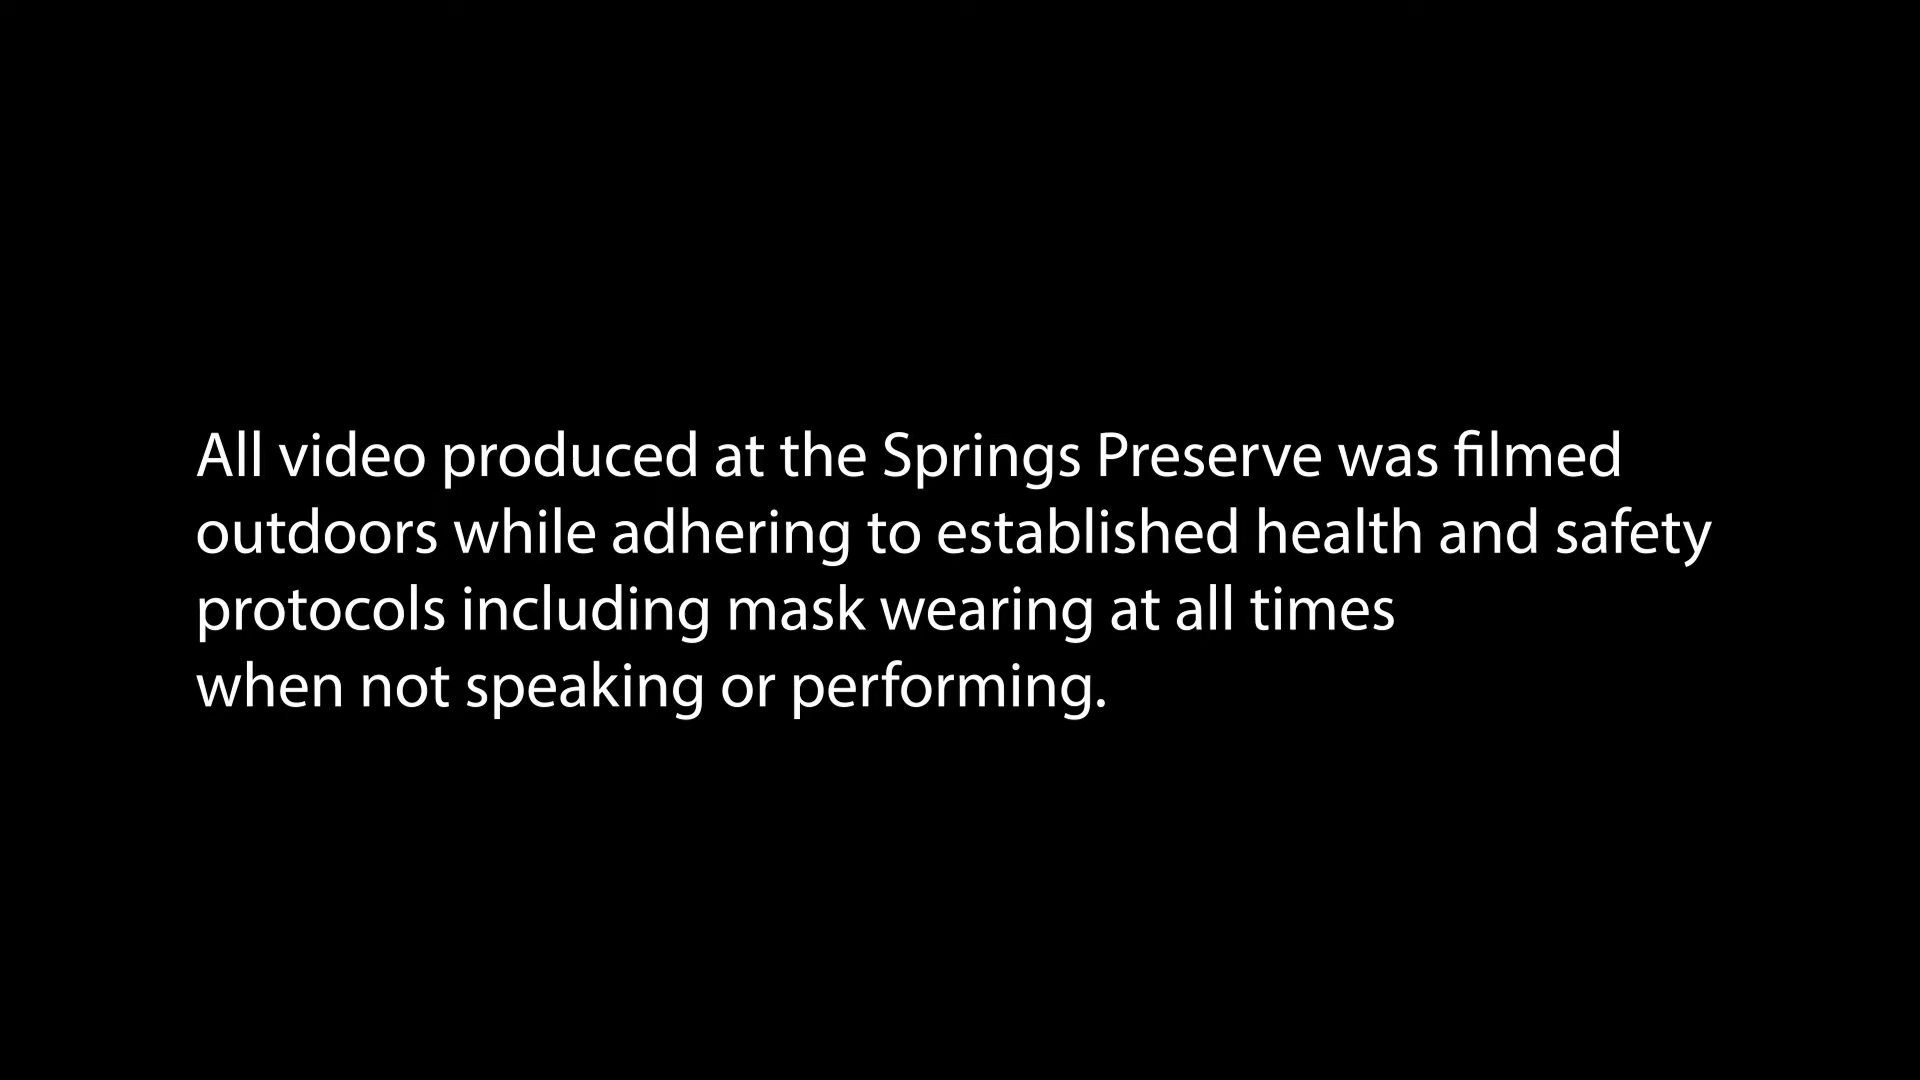 All video produced at the Springs Preserve was filmed
outdoors while adhering to established health and safety
protocols including mask wearing at all times
when not speaking or performing.